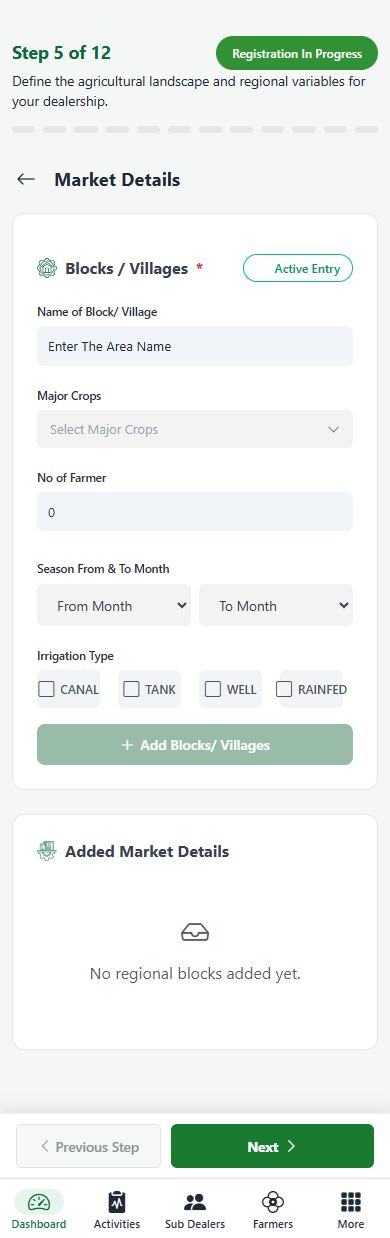 Step 5 of 12
Registration In Progress
Define the agricultural landscape and regional variables for
your dealership.
Market Details
Blocks / Villages *
Active Entry
Name of Block/ Village
Enter The Area Name
Major Crops
Select Major Crops
No of Farmer
0
Season From & To Month
From Month To Month
Irrigation Type
CANAL TANK WELL RAINFED
+ Add Blocks/ Villages
Added Market Details
No regional blocks added yet.
Previous Step Next
Dashboard Activities Sub Dealers Farmers More